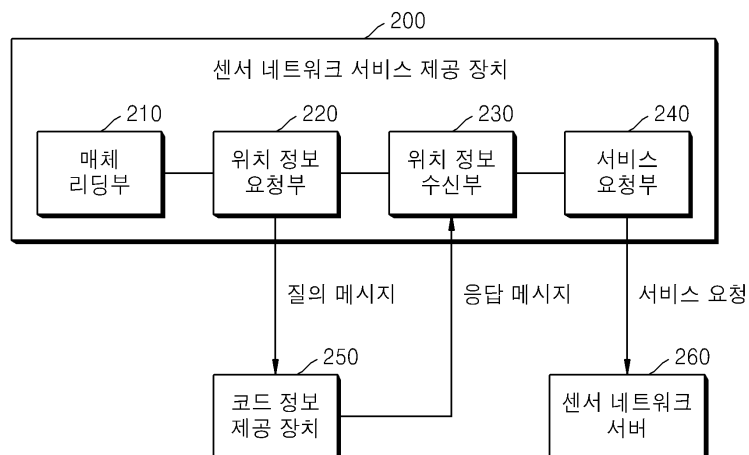 200
센서 네트워크 서비스 제공 장치
210
220
230
240
매체
리딩부
위치 정보
요청부
위치 정보
수신부
서비스
요청부
질의 메시지
응답 메시지
서비스 요청
250
260
코드 정보
제공 장치
센서 네트워크
서버